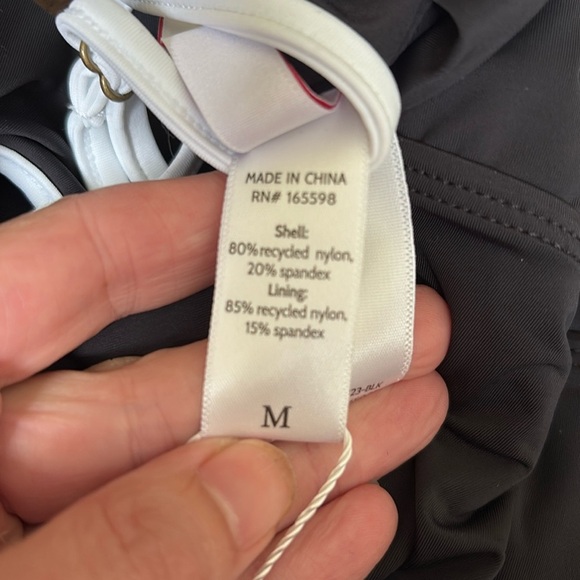 MADE IN CHINA
RN# 165598
Shell:
80%recycled nylon,
20% spandex
Lining:
85% recycled nylon,
15% spandex
M